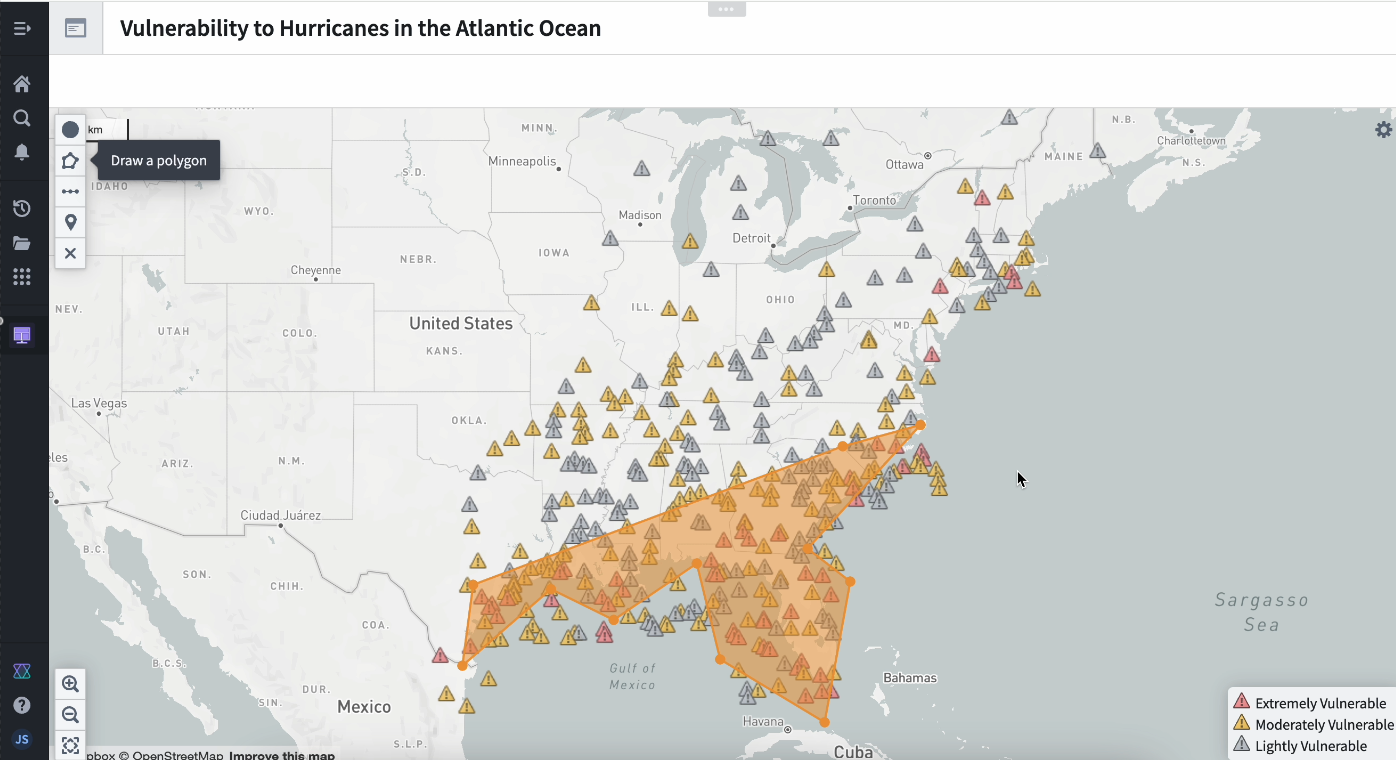 Vulnerability to Hurricanes in the Atlantic Ocean
km
Draw a polygon
MINN.
Minneapolis
S.D.
IDAHO
WYO.
Madison
Ottawa
MAINE
N.B.
Charlottetown
N.S.
Toronto
Detroit
IOWA
NEBR.
Cheyenne
NEV.
UTAH
COLO.
United States
KANS.
ILL.
OHIO
MD.
Las Vegas
ARIZ.
N.M.
OKLA.
eles
Ciudad Juárez
B.C.
SON.
CHIH.
COA.
B.C.S.
SIN.
DUR.
Mexico
S.L.P.
Gulf of
Mexico
Sargasso
Sea
Bahamas
Havana
Cuba
Extremely Vulnerable
Moderately Vulnerable
Lightly Vulnerable
JS
pbox © OpenStreetMap Improve this map